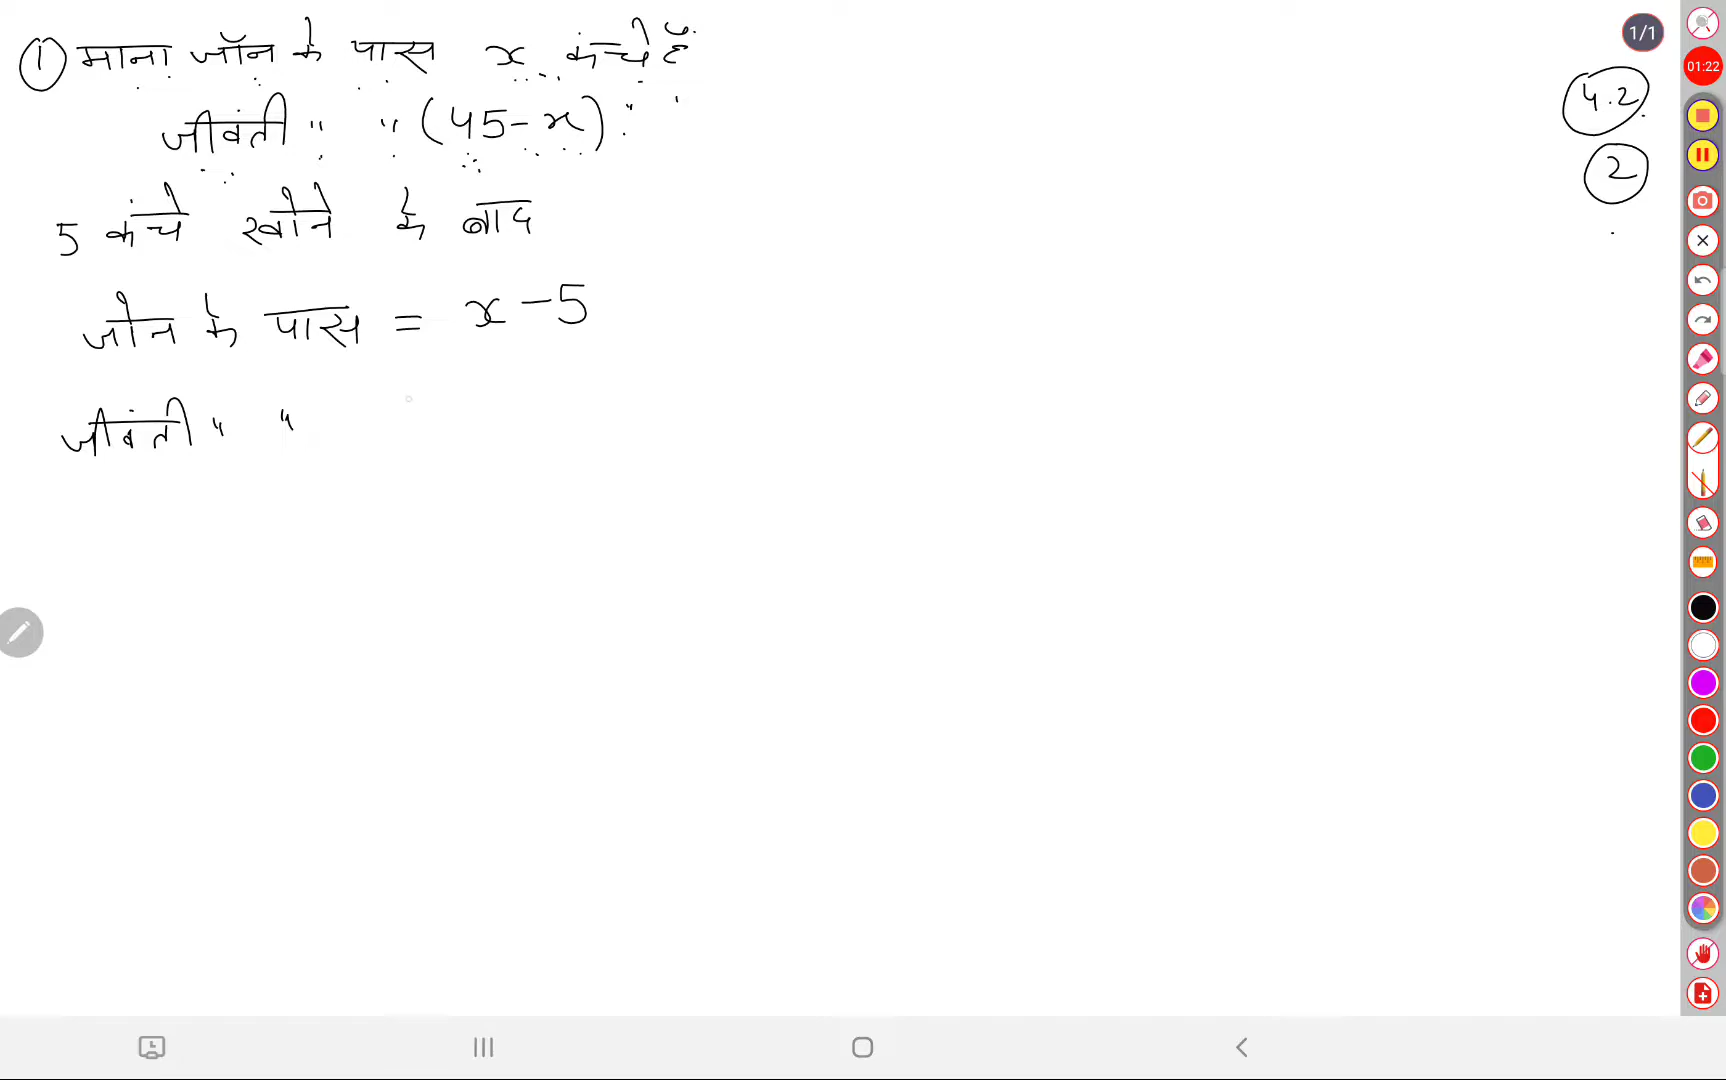 ① माना जॉन के पास x कंचे हैं
जीवंती " " (45-x) " "
5 कंचे खोने के बाद
जोन के पास = x-5
जीवंती " "
4.2
2
1/1
01:22